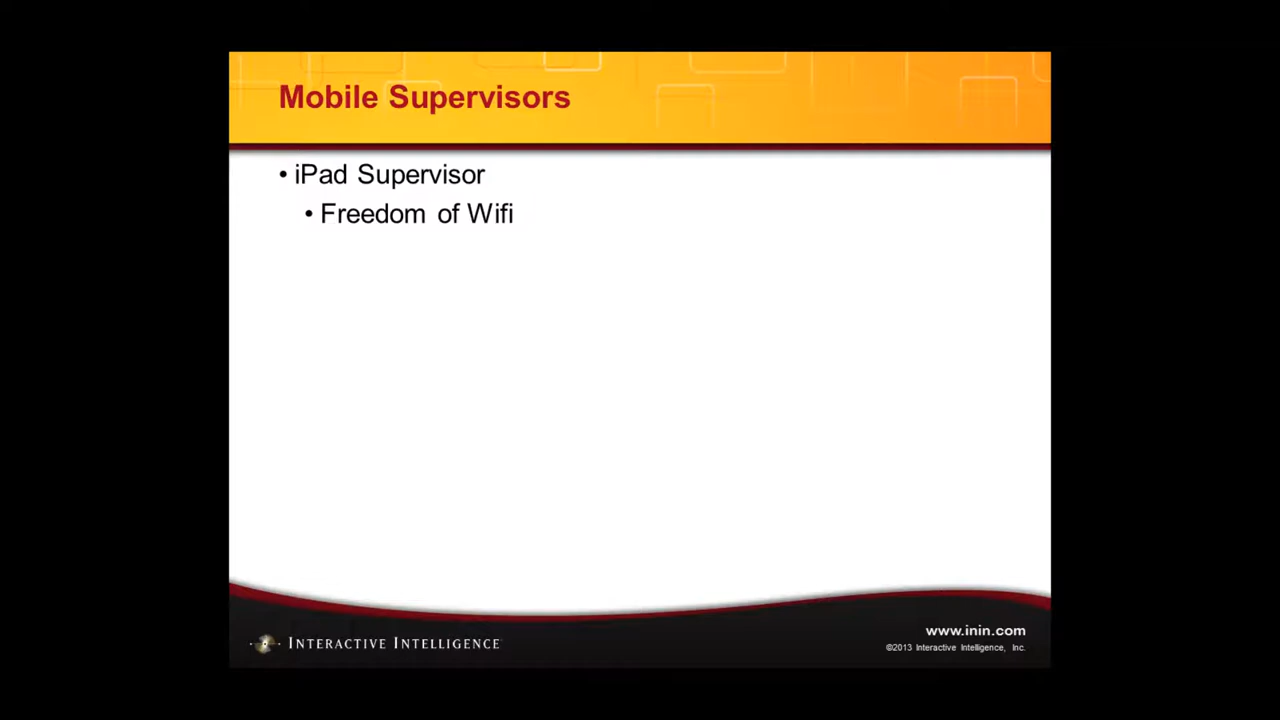 Mobile Supervisors
• iPad Supervisor
• Freedom of Wifi
INTERACTIVE INTELLIGENCE
www.inin.com
©2013 Interactive Intelligence, Inc.